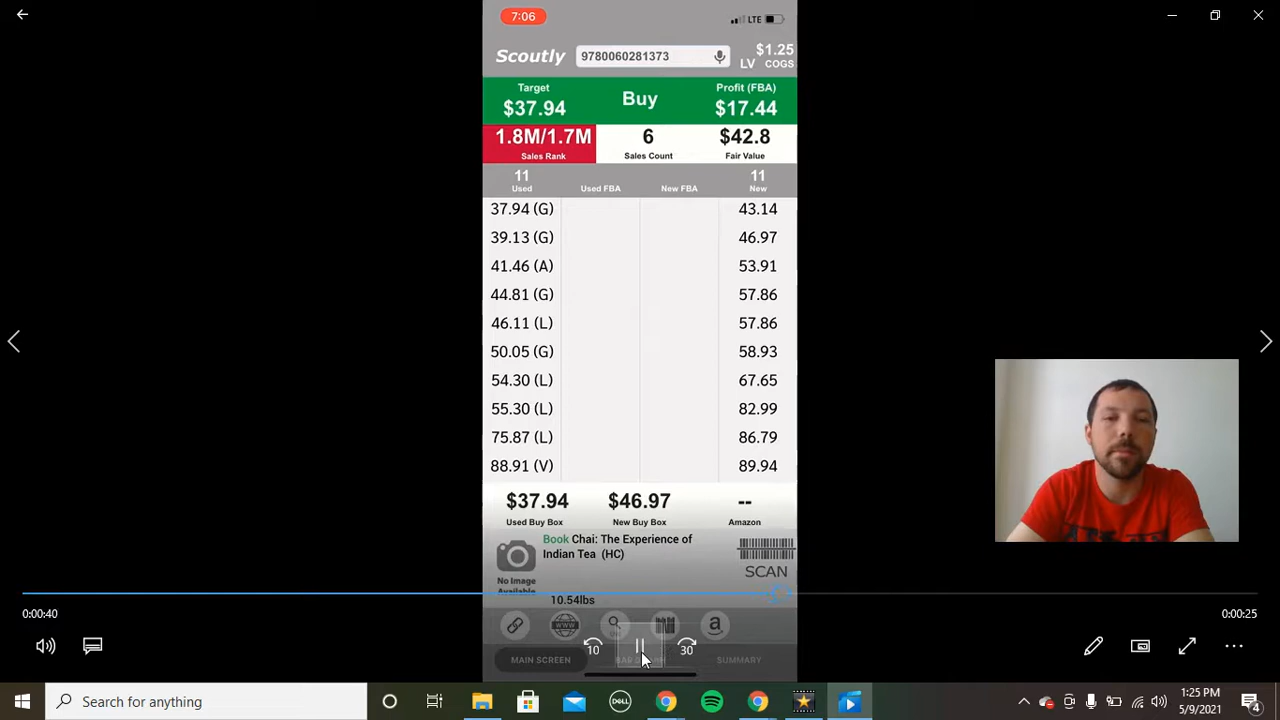 7:06
LTE
Scoutly
9780060281373
$1.25
LV COGS
Target
$37.94
Buy
Profit (FBA)
$17.44
1.8M/1.7M
Sales Rank
6
Sales Count
$42.8
Fair Value
11
Used
Used FBA
New FBA
11
New
37.94 (G) 43.14
39.13 (G) 46.97
41.46 (A) 53.91
44.81 (G) 57.86
46.11 (L) 57.86
50.05 (G) 58.93
54.30 (L) 67.65
55.30 (L) 82.99
75.87 (L) 86.79
88.91 (V) 89.94
$37.94
Used Buy Box
$46.97
New Buy Box
--
Amazon
No Image
Available
Book Chai: The Experience of
Indian Tea (HC)
10.54lbs
SCAN
WWW
a
MAIN SCREEN
SUMMARY
0:00:40
0:00:25
10
30
Search for anything
DELL
1:25 PM
5/9/2021
4